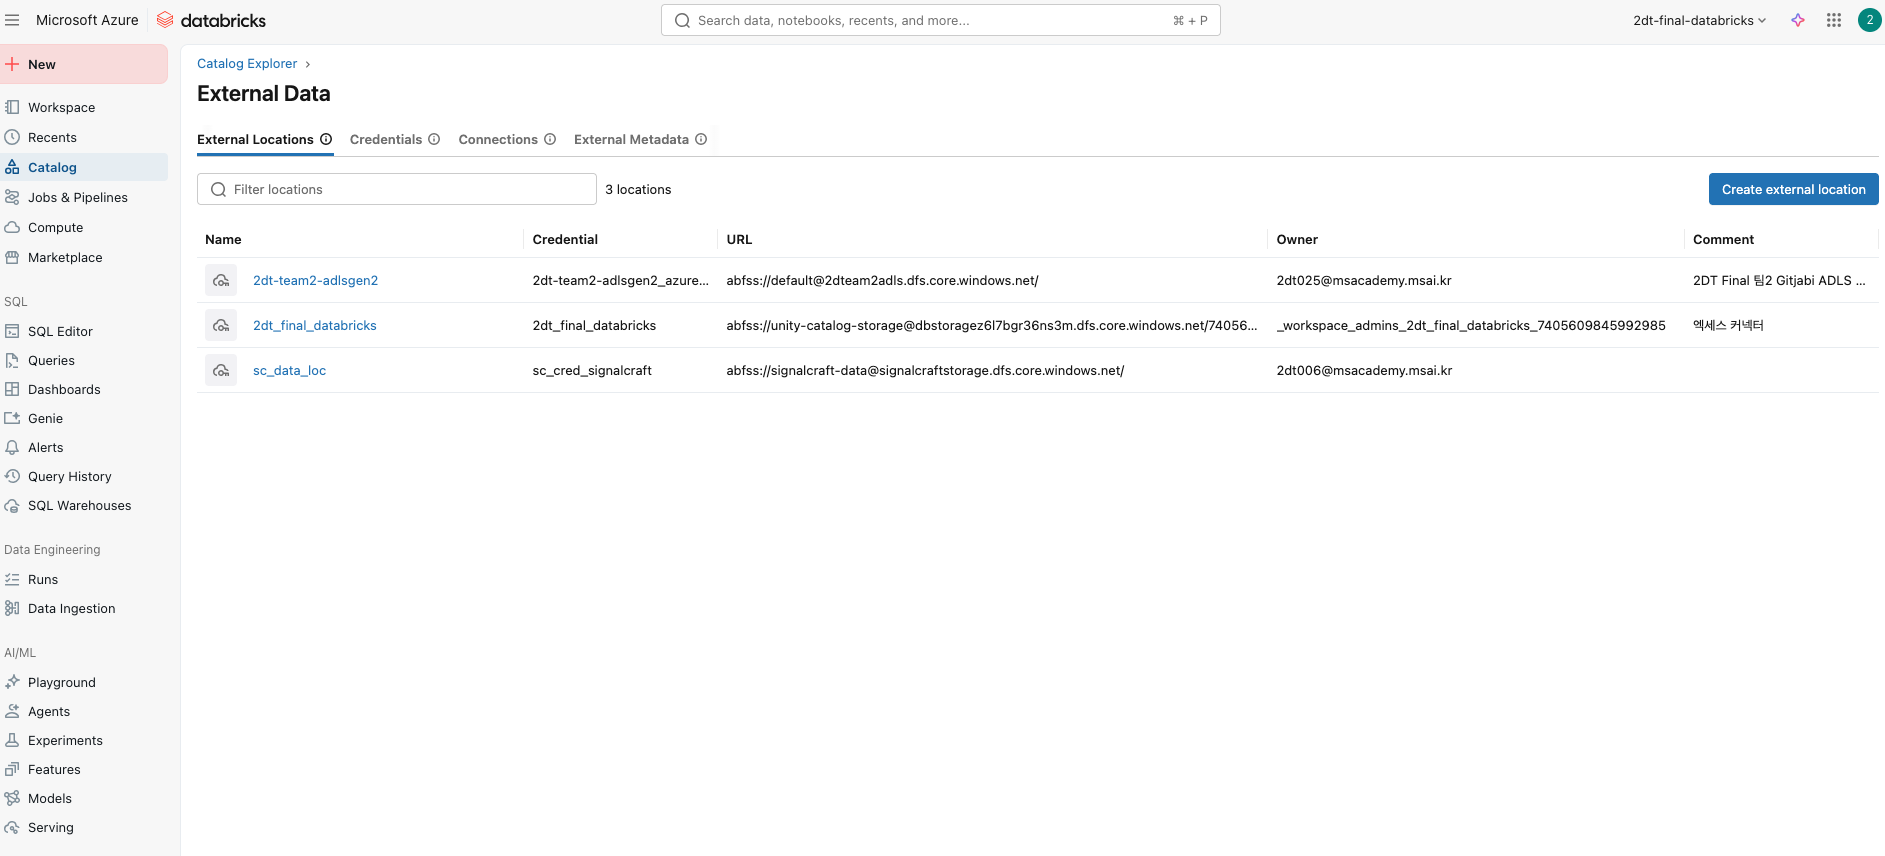 Microsoft Azure databricks Search data, notebooks, recents, and more... ⌘ + P 2dt-final-databricks 2
New
Workspace
Recents
Catalog
Jobs & Pipelines
Compute
Marketplace
SQL
SQL Editor
Queries
Dashboards
Genie
Alerts
Query History
SQL Warehouses
Data Engineering
Runs
Data Ingestion
AI/ML
Playground
Agents
Experiments
Features
Models
Serving
Catalog Explorer ›
External Data
External Locations Credentials Connections External Metadata
Filter locations 3 locations Create external location
Name Credential URL Owner Comment
2dt-team2-adlsgen2 2dt-team2-adlsgen2_azure... abfss://default@2dteam2adls.dfs.core.windows.net/ 2dt025@msacademy.msai.kr 2DT Final 팀2 Gitjabi ADLS ...
2dt_final_databricks 2dt_final_databricks abfss://unity-catalog-storage@dbstoragez6l7bgr36ns3m.dfs.core.windows.net/74056... _workspace_admins_2dt_final_databricks_7405609845992985 엑세스 커넥터
sc_data_loc sc_cred_signalcraft abfss://signalcraft-data@signalcraftstorage.dfs.core.windows.net/ 2dt006@msacademy.msai.kr